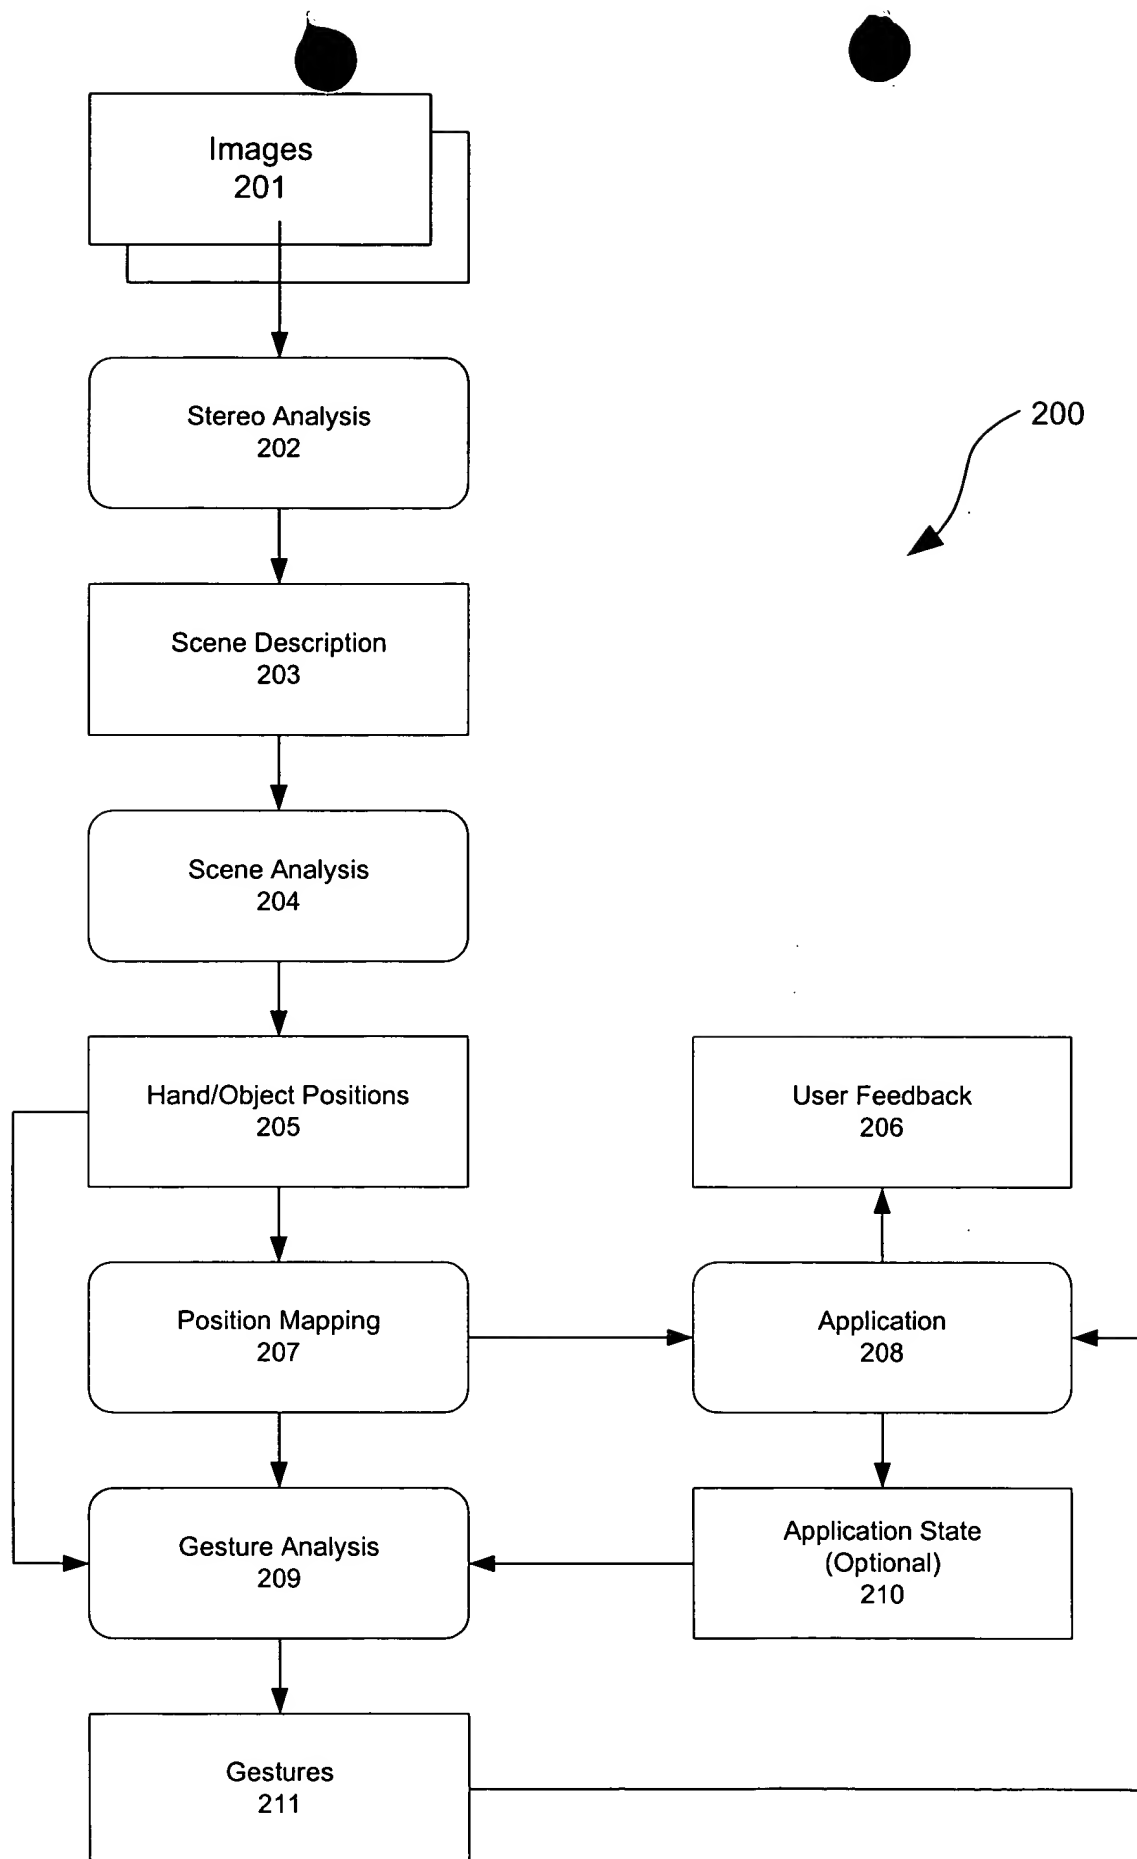 Images
201
Stereo Analysis
202
200
Scene Description
203
Scene Analysis
204
Hand/Object Positions
205
User Feedback
206
Position Mapping
207
Application
208
Gesture Analysis
209
Application State
(Optional)
210
Gestures
211